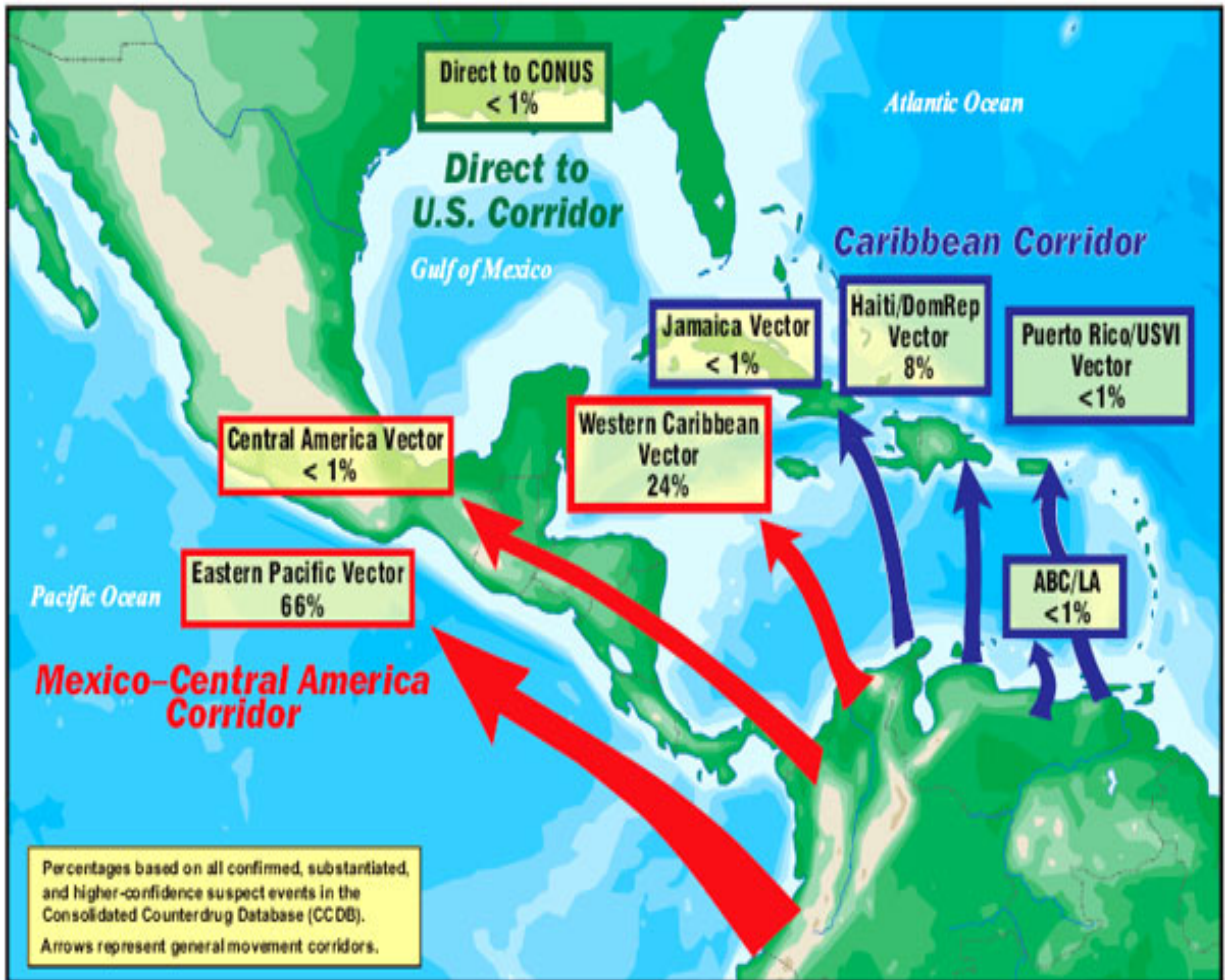 Direct to CONUS
< 1%
Atlantic Ocean
Direct to
U.S. Corridor
Caribbean Corridor
Gulf of Mexico
Jamaica Vector
< 1%
Haiti/DomRep
Vector
8%
Puerto Rico/USVI
Vector
<1%
Central America Vector
< 1%
Western Caribbean
Vector
24%
Eastern Pacific Vector
66%
Pacific Ocean
ABC/LA
<1%
Mexico–Central America
Corridor
Percentages based on all confirmed, substantiated,
and higher-confidence suspect events in the
Consolidated Counterdrug Database (CCDB).
Arrows represent general movement corridors.